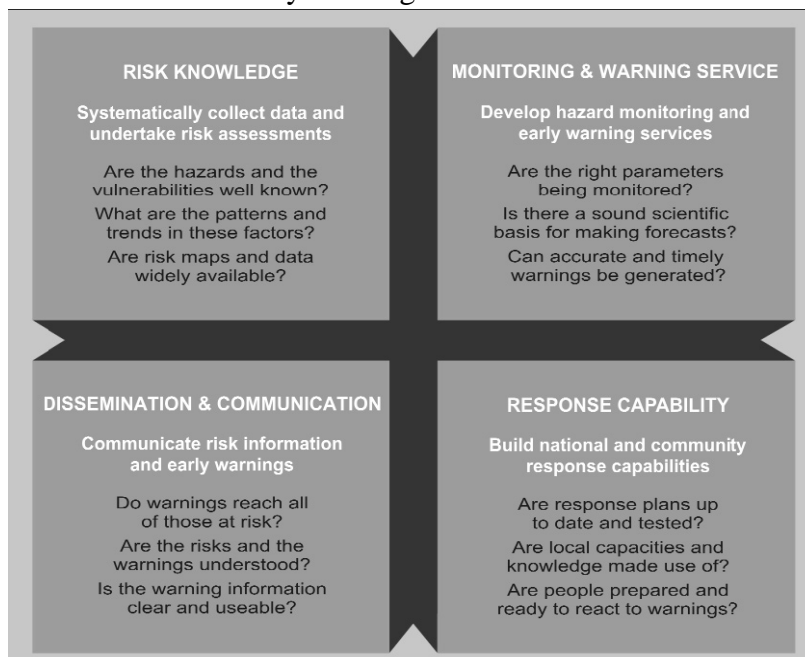 RISK KNOWLEDGE
Systematically collect data and
undertake risk assessments
Are the hazards and the
vulnerabilities well known?
What are the patterns and
trends in these factors?
Are risk maps and data
widely available?
MONITORING & WARNING SERVICE
Develop hazard monitoring and
early warning services
Are the right parameters
being monitored?
Is there a sound scientific
basis for making forecasts?
Can accurate and timely
warnings be generated?
DISSEMINATION & COMMUNICATION
Communicate risk information
and early warnings
Do warnings reach all
of those at risk?
Are the risks and the
warnings understood?
Is the warning information
clear and useable?
RESPONSE CAPABILITY
Build national and community
response capabilities
Are response plans up
to date and tested?
Are local capacities and
knowledge made use of?
Are people prepared and
ready to react to warnings?